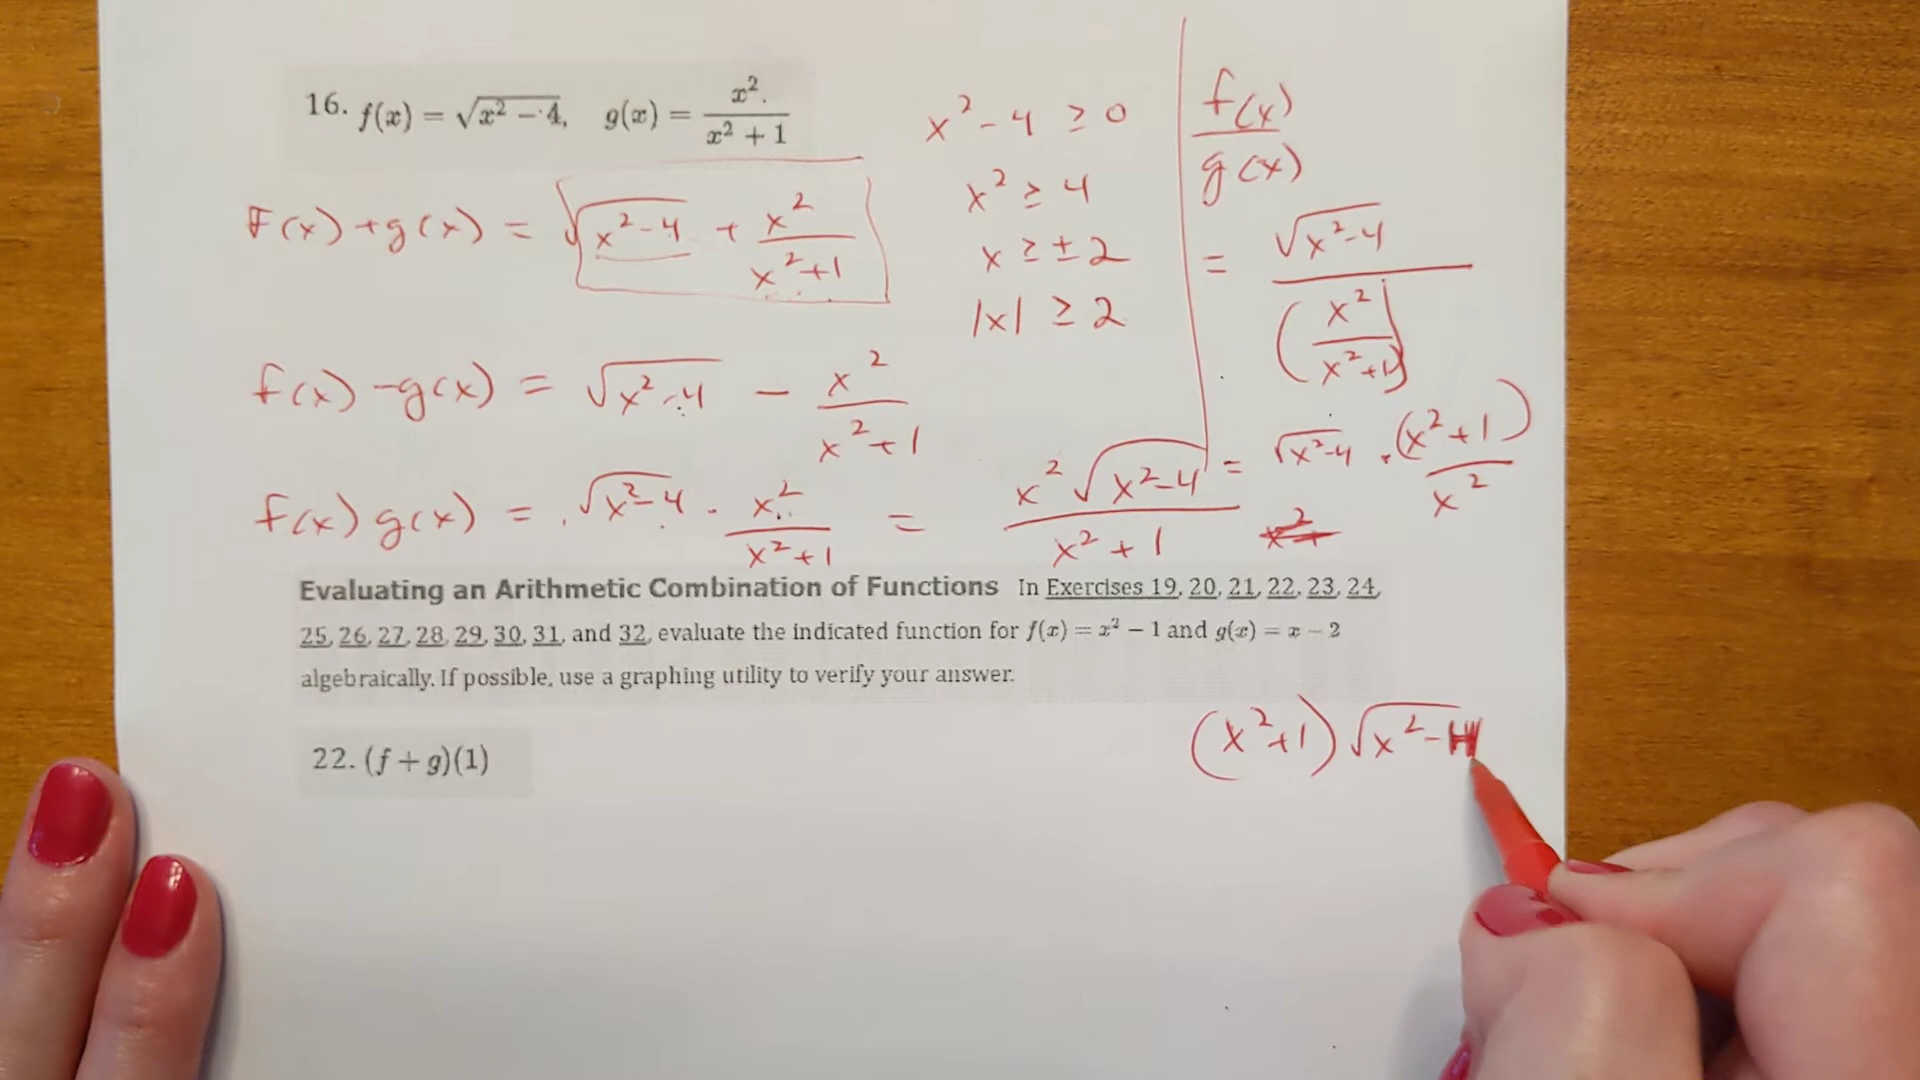 16. f(x) = √(x² − 4), g(x) = x²/(x² + 1)
F(x) + g(x) = √(x²-4) + x²/(x²+1)
f(x) - g(x) = √(x²-4) - x²/(x²+1)
f(x) g(x) = √(x²-4) · x²/(x²+1) = x²√(x²-4)/(x²+1)
x² - 4 ≥ 0
x² ≥ 4
x ≥ ± 2
|x| ≥ 2
f(x)/g(x)
= √(x²-4)/(x²/(x²+1))
= √(x²-4) · (x²+1)/x²
Evaluating an Arithmetic Combination of Functions In Exercises 19, 20, 21, 22, 23, 24,
25, 26, 27, 28, 29, 30, 31, and 32, evaluate the indicated function for f(x) = x² − 1 and g(x) = x − 2
algebraically. If possible, use a graphing utility to verify your answer.
(x²+1) √(x²-4)
22. (f + g)(1)